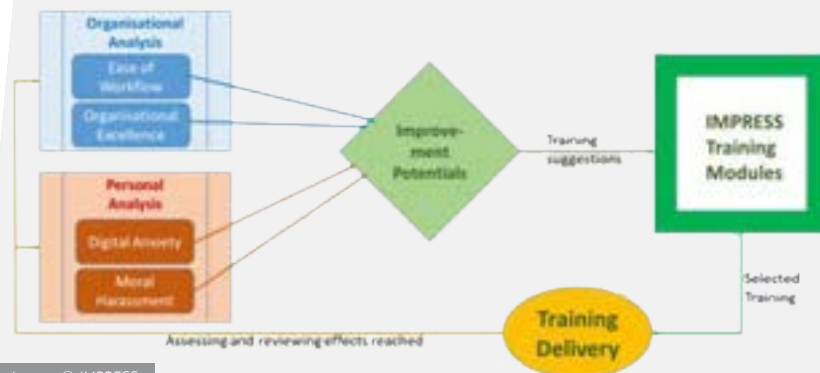 Organisational
Analysis
Ease of
Workflow
Organisational
Excellence
Personal
Analysis
Digital Anxiety
Moral
Harassment
Improve-
ment
Potentials
Training
suggestions
IMPRESS
Training
Modules
Selected
Training
Training
Delivery
Assessing and reviewing effects reached
IMPRESS